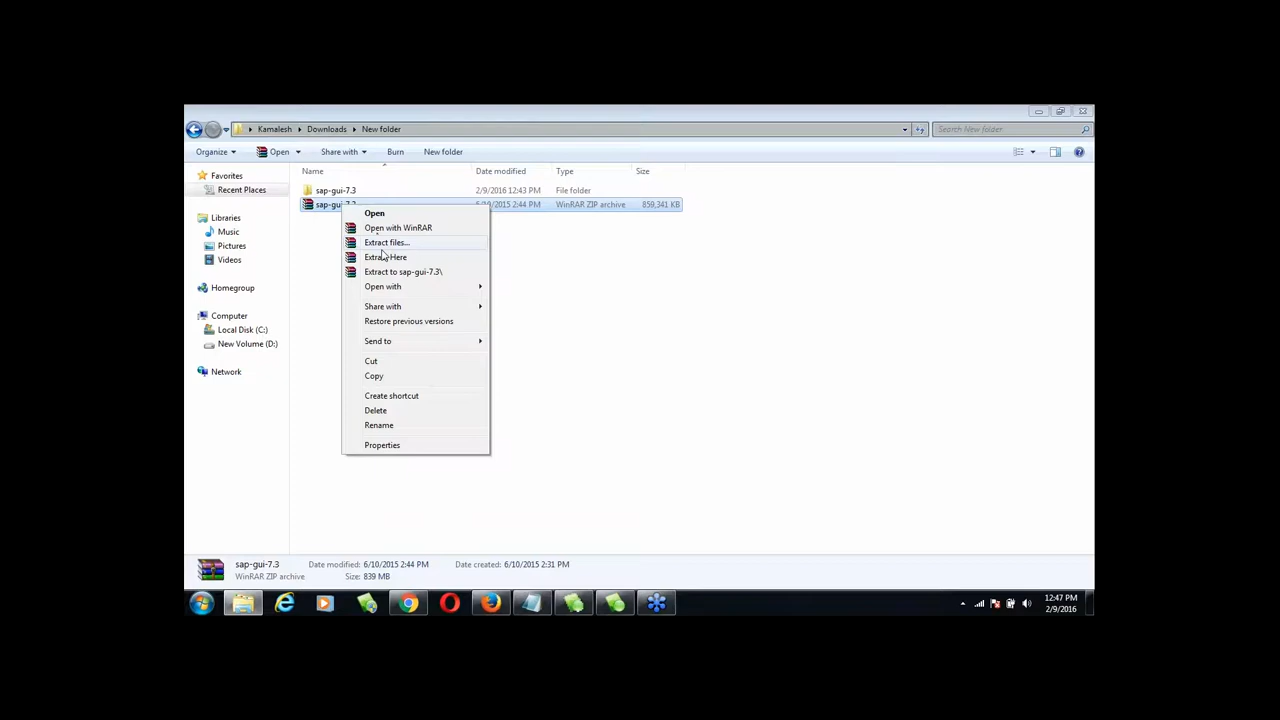 Kamalesh Downloads New folder
Search New folder
Organize Open Share with Burn New folder
Name Date modified Type Size
Favorites
Recent Places
Libraries
Music
Pictures
Videos
Homegroup
Computer
Local Disk (C:)
New Volume (D:)
Network
sap-gui-7.3 2/9/2016 12:43 PM File folder
2:44 PM WinRAR ZIP archive 859,341 KB
Open
Open with WinRAR
Extract files...
Extract Here
Extract to sap-gui-7.3\
Open with
Share with
Restore previous versions
Send to
Cut
Copy
Create shortcut
Delete
Rename
Properties
sap-gui-7.3 Date modified: 6/10/2015 2:44 PM Date created: 6/10/2015 2:31 PM
WinRAR ZIP archive Size: 839 MB
12:47 PM
2/9/2016